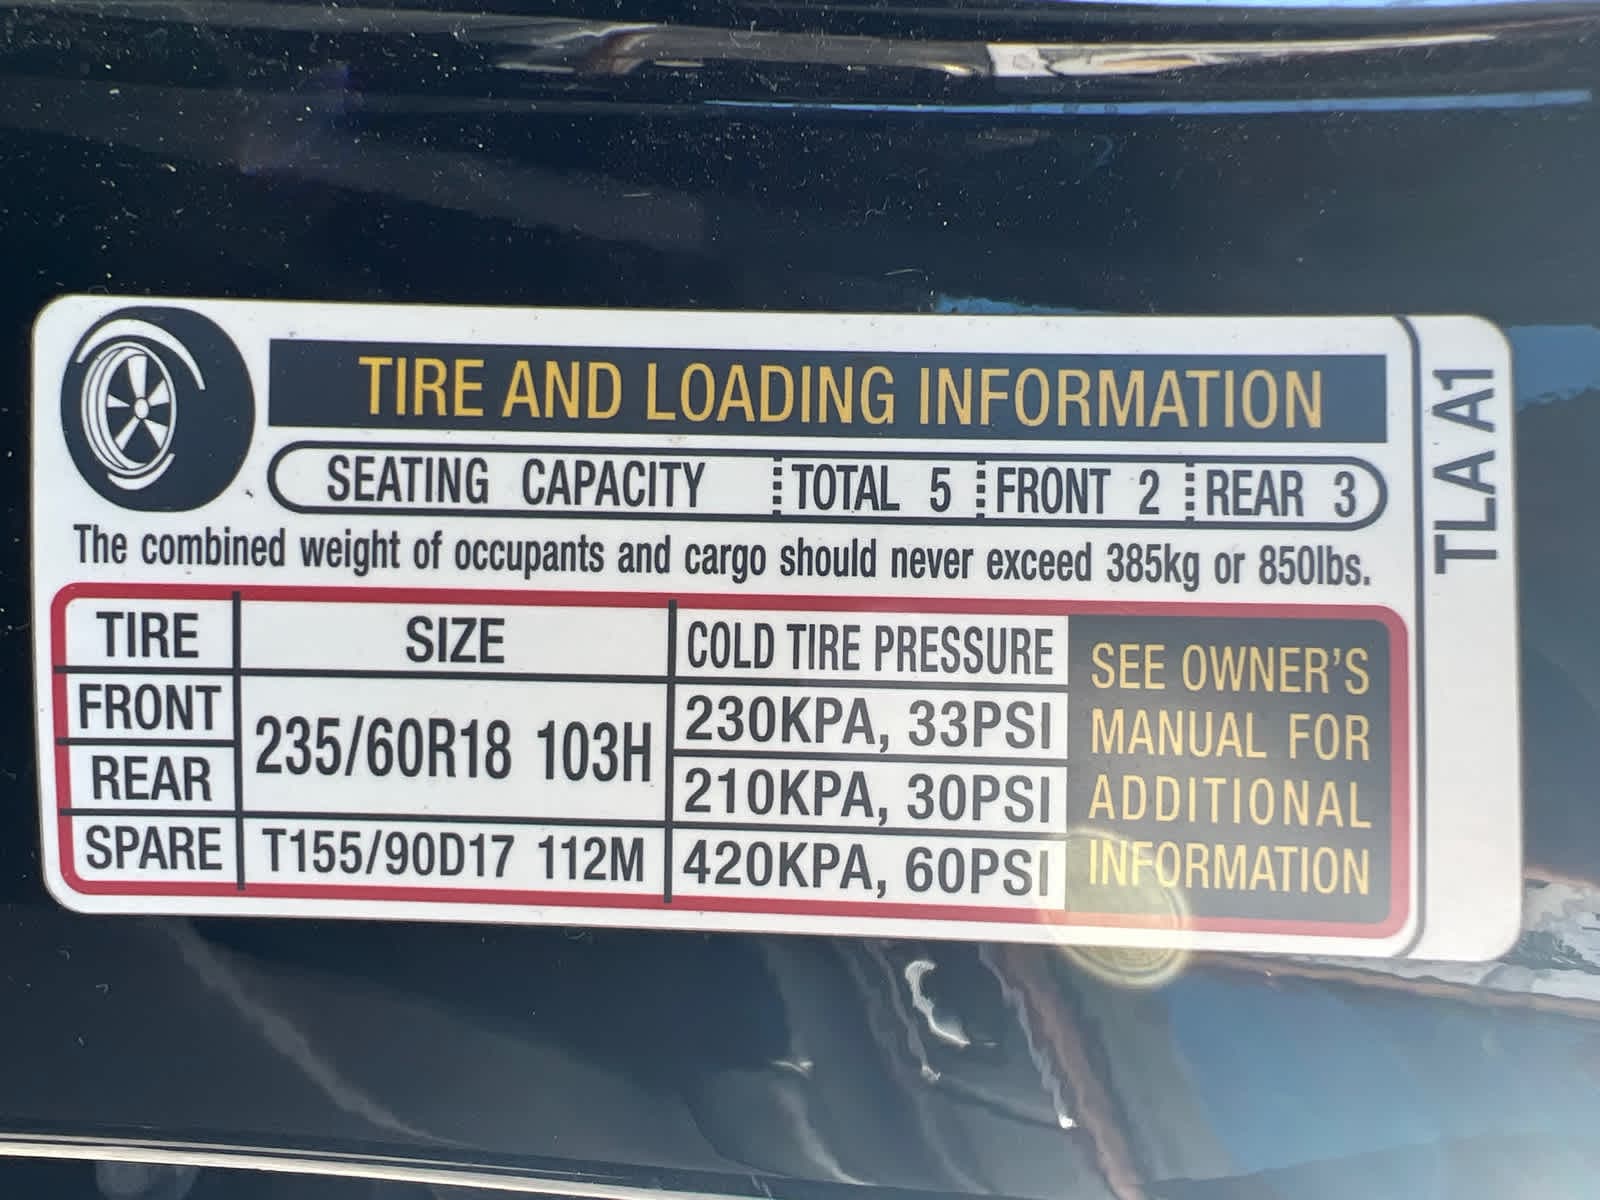 TIRE AND LOADING INFORMATION
SEATING CAPACITY TOTAL 5 FRONT 2 REAR 3
The combined weight of occupants and cargo should never exceed 385kg or 850lbs.
TIRE SIZE COLD TIRE PRESSURE
FRONT 235/60R18 103H 230KPA, 33PSI
REAR 210KPA, 30PSI
SPARE T155/90D17 112M 420KPA, 60PSI
SEE OWNER'S
MANUAL FOR
ADDITIONAL
INFORMATION
TLA A1